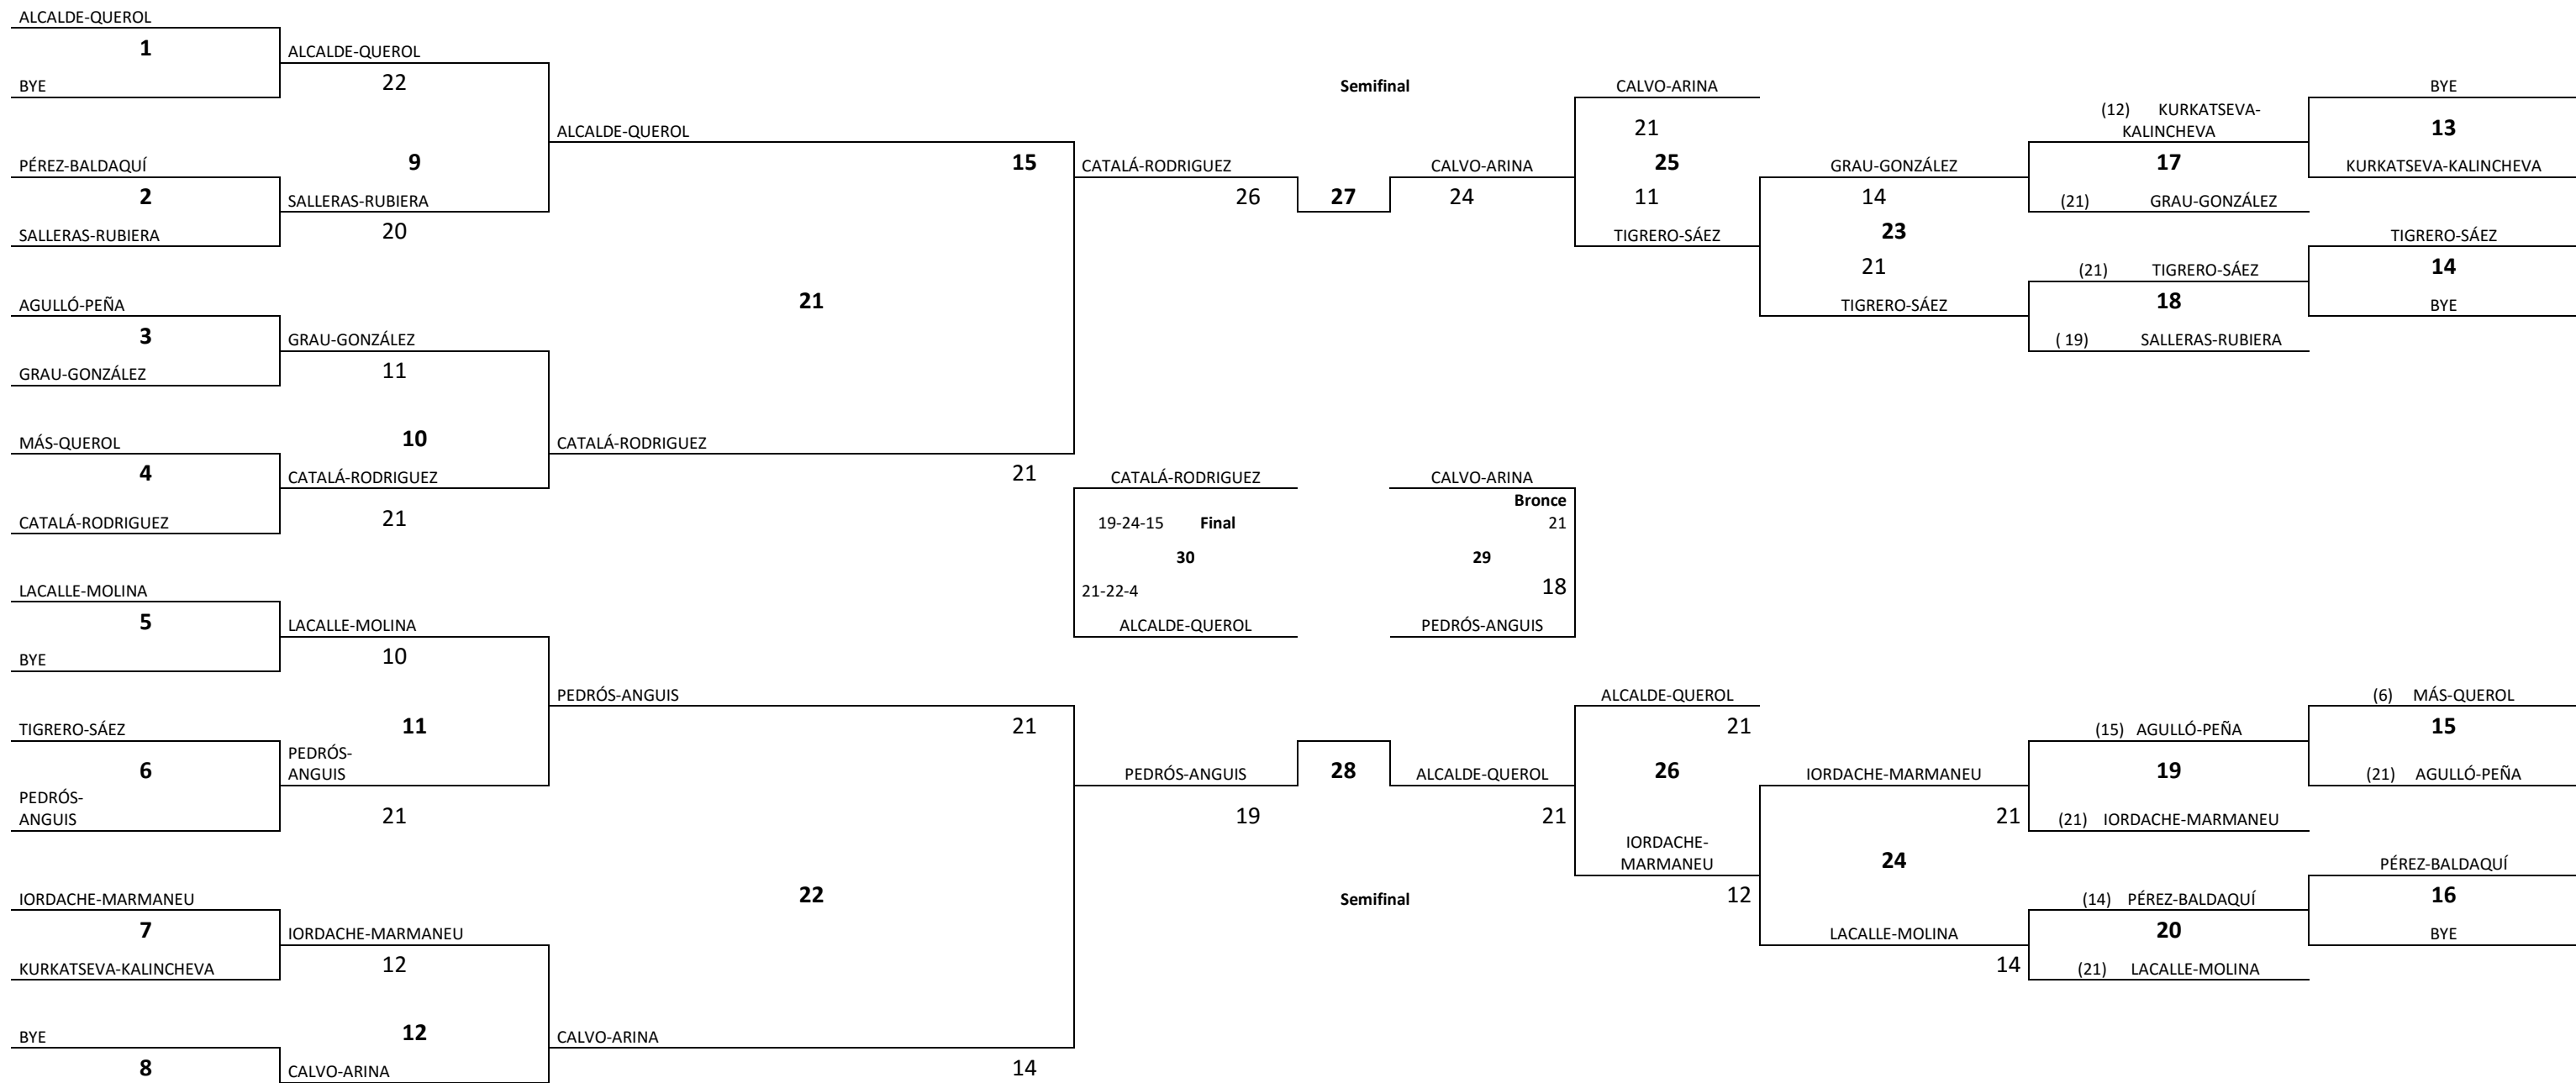 ALCALDE-QUEROL
1
BYE
ALCALDE-QUEROL
22
PÉREZ-BALDAQUÍ
2
SALLERAS-RUBIERA
9
SALLERAS-RUBIERA
20
ALCALDE-QUEROL
15
AGULLÓ-PEÑA
3
GRAU-GONZÁLEZ
GRAU-GONZÁLEZ
11
21
MÁS-QUEROL
4
CATALÁ-RODRIGUEZ
10
CATALÁ-RODRIGUEZ
21
CATALÁ-RODRIGUEZ
21
LACALLE-MOLINA
5
BYE
LACALLE-MOLINA
10
TIGRERO-SÁEZ
6
PEDRÓS-
ANGUIS
11
PEDRÓS-
ANGUIS
21
PEDRÓS-ANGUIS
21
IORDACHE-MARMANEU
7
KURKATSEVA-KALINCHEVA
IORDACHE-MARMANEU
12
22
BYE
8
12
CALVO-ARINA
CALVO-ARINA
14
Semifinal
CATALÁ-RODRIGUEZ
26
27
CALVO-ARINA
24
CALVO-ARINA
21
25
11
TIGRERO-SÁEZ
GRAU-GONZÁLEZ
14
23
21
TIGRERO-SÁEZ
(12) KURKATSEVA-
KALINCHEVA
17
(21) GRAU-GONZÁLEZ
(21) TIGRERO-SÁEZ
18
( 19) SALLERAS-RUBIERA
BYE
13
KURKATSEVA-KALINCHEVA
TIGRERO-SÁEZ
14
BYE
CATALÁ-RODRIGUEZ
19-24-15 Final
30
21-22-4
ALCALDE-QUEROL
CALVO-ARINA
Bronce
21
29
18
PEDRÓS-ANGUIS
PEDRÓS-ANGUIS
19
28
ALCALDE-QUEROL
21
Semifinal
ALCALDE-QUEROL
21
26
IORDACHE-
MARMANEU
12
IORDACHE-MARMANEU
21
24
LACALLE-MOLINA
14
(15) AGULLÓ-PEÑA
19
(21) IORDACHE-MARMANEU
(14) PÉREZ-BALDAQUÍ
20
(21) LACALLE-MOLINA
(6) MÁS-QUEROL
15
(21) AGULLÓ-PEÑA
PÉREZ-BALDAQUÍ
16
BYE